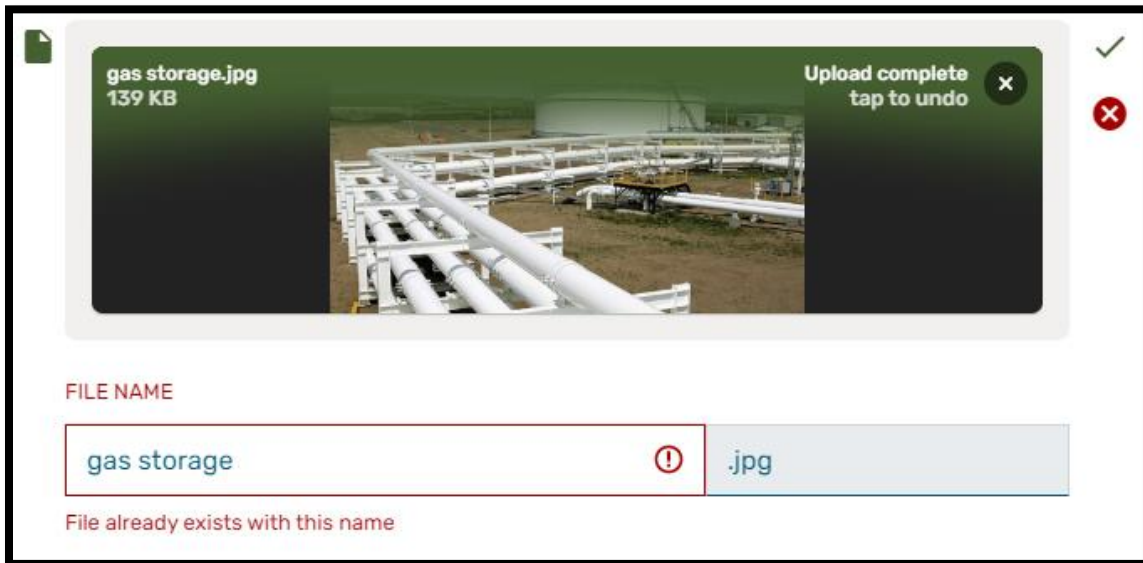 gas storage.jpg
139 KB
Upload complete
tap to undo
FILE NAME
gas storage
.jpg
File already exists with this name